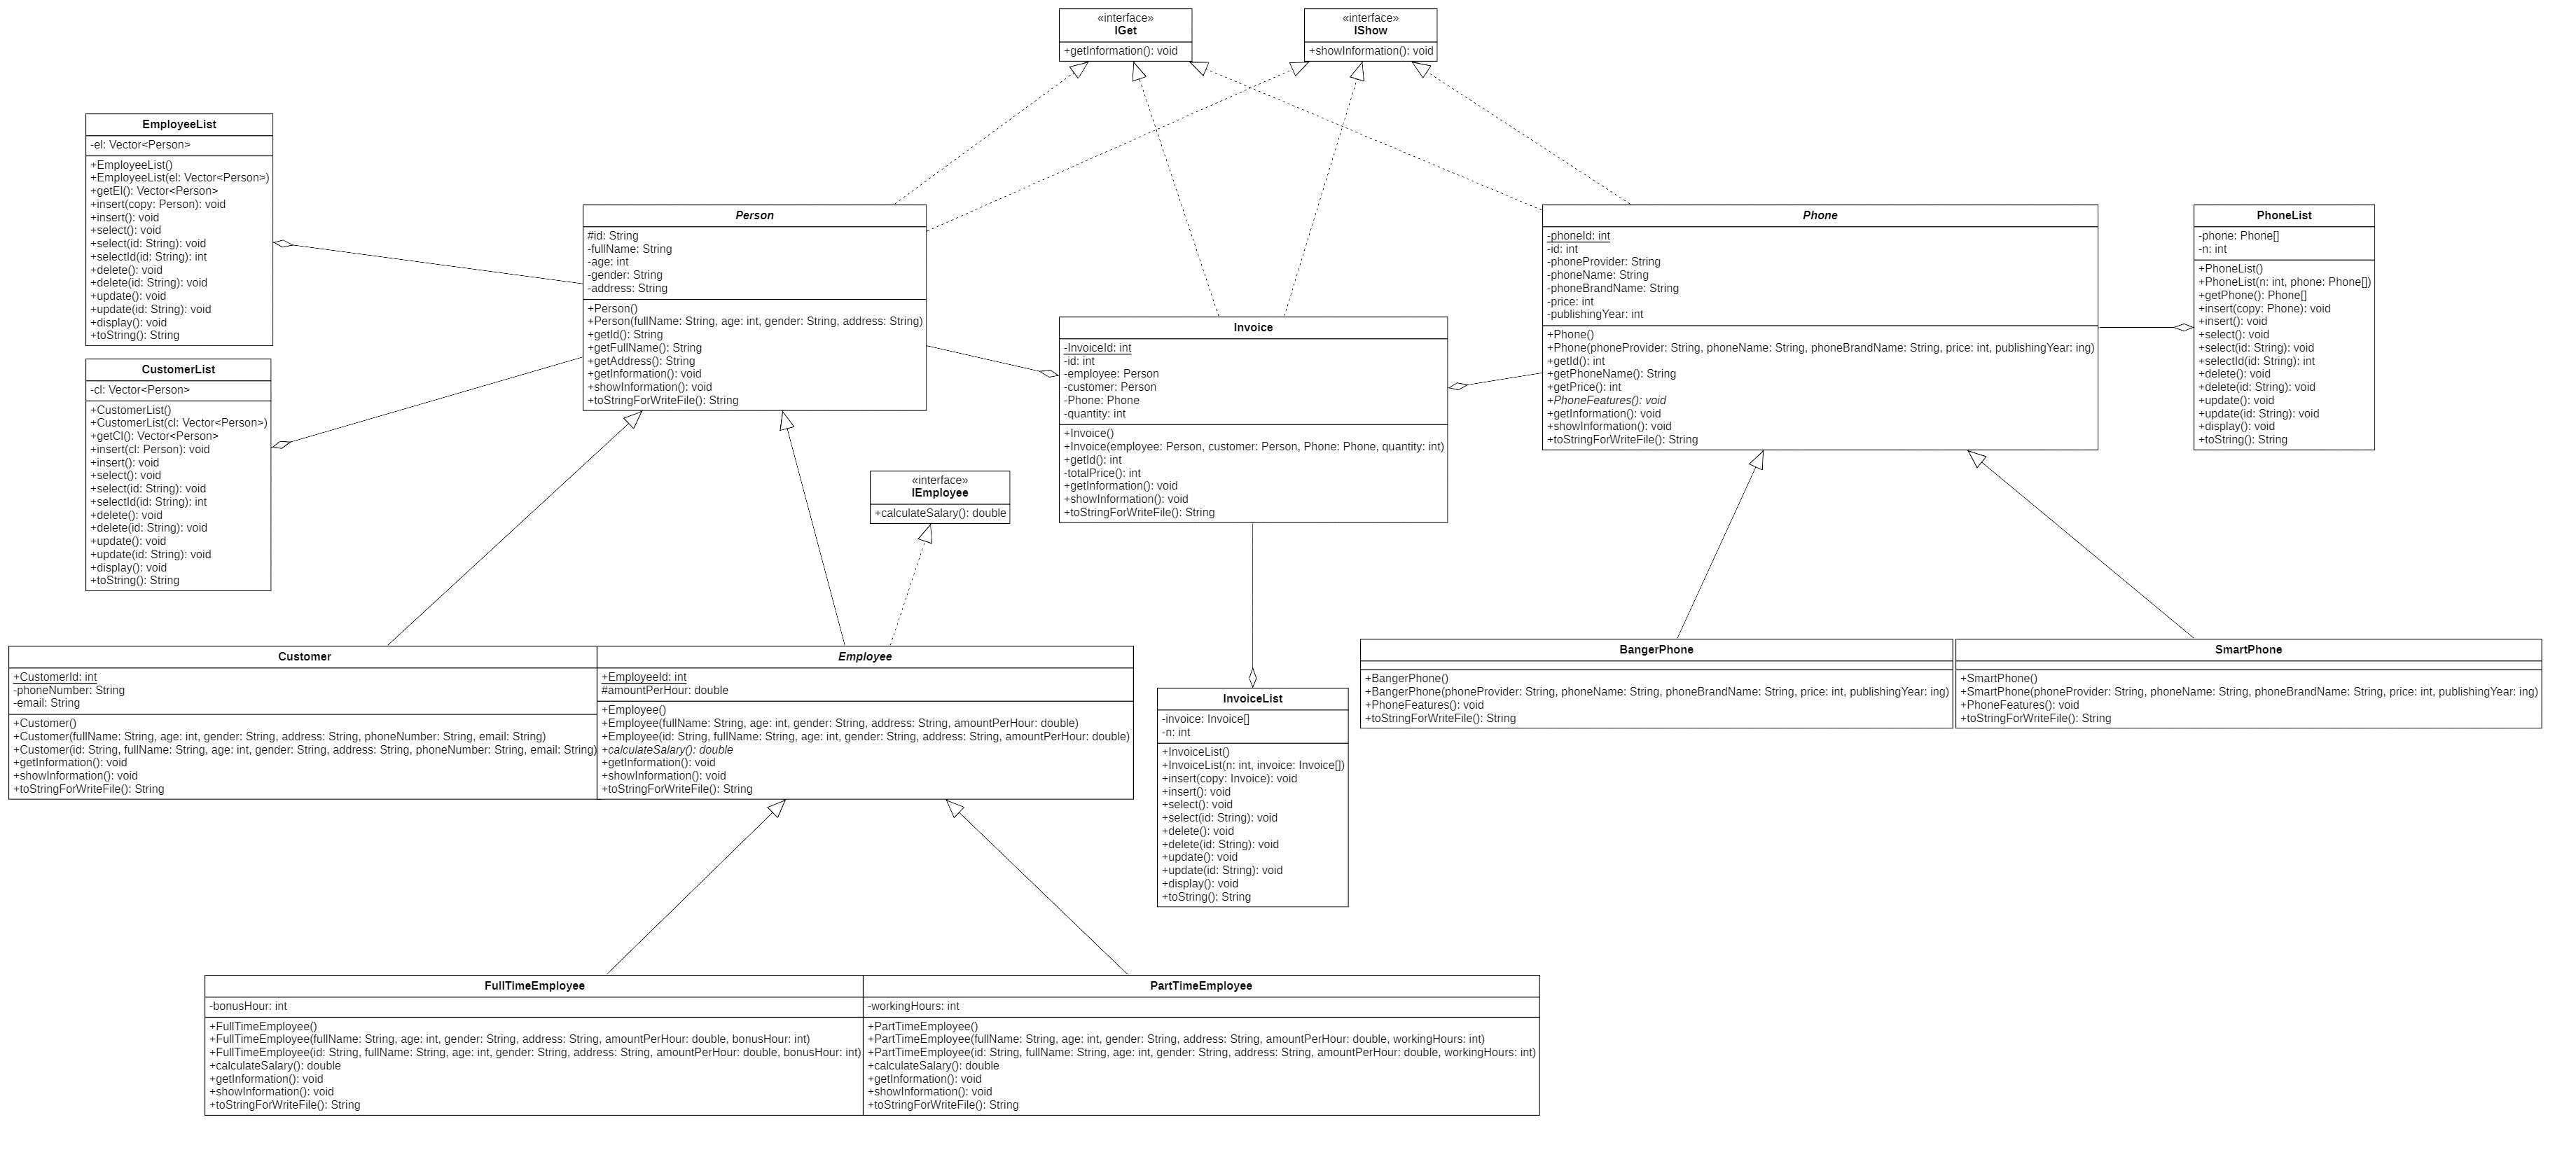 «interface»
IGet
+getInformation(): void
«interface»
IShow
+showInformation(): void
EmployeeList
-el: Vector<Person>
+EmployeeList()
+EmployeeList(el: Vector<Person>)
+getEl(): Vector<Person>
+insert(copy: Person): void
+insert(): void
+select(): void
+select(id: String): void
+selectId(id: String): int
+delete(): void
+delete(id: String): void
+update(): void
+update(id: String): void
+display(): void
+toString(): String
CustomerList
-cl: Vector<Person>
+CustomerList()
+CustomerList(cl: Vector<Person>)
+getCl(): Vector<Person>
+insert(cl: Person): void
+insert(): void
+select(): void
+select(id: String): void
+selectId(id: String): int
+delete(): void
+delete(id: String): void
+update(): void
+update(id: String): void
+display(): void
+toString(): String
Person
#id: String
-fullName: String
-age: int
-gender: String
-address: String
+Person()
+Person(fullName: String, age: int, gender: String, address: String)
+getId(): String
+getFullName(): String
+getAddress(): String
+getInformation(): void
+showInformation(): void
+toStringForWriteFile(): String
Invoice
-InvoiceId: int
-id: int
-employee: Person
-customer: Person
-Phone: Phone
-quantity: int
+Invoice()
+Invoice(employee: Person, customer: Person, Phone: Phone, quantity: int)
+getId(): int
-totalPrice(): int
+getInformation(): void
+showInformation(): void
+toStringForWriteFile(): String
Phone
-phoneId: int
-id: int
-phoneProvider: String
-phoneName: String
-phoneBrandName: String
-price: int
-publishingYear: int
+Phone()
+Phone(phoneProvider: String, phoneName: String, phoneBrandName: String, price: int, publishingYear: ing)
+getId(): int
+getPhoneName(): String
+getPrice(): int
+PhoneFeatures(): void
+getInformation(): void
+showInformation(): void
+toStringForWriteFile(): String
PhoneList
-phone: Phone[]
-n: int
+PhoneList()
+PhoneList(n: int, phone: Phone[])
+getPhone(): Phone[]
+insert(copy: Phone): void
+insert(): void
+select(): void
+select(id: String): void
+selectId(id: String): int
+delete(): void
+delete(id: String): void
+update(): void
+update(id: String): void
+display(): void
+toString(): String
«interface»
IEmployee
+calculateSalary(): double
Customer
+CustomerId: int
-phoneNumber: String
-email: String
+Customer()
+Customer(fullName: String, age: int, gender: String, address: String, phoneNumber: String, email: String)
+Customer(id: String, fullName: String, age: int, gender: String, address: String, phoneNumber: String, email: String)
+getInformation(): void
+showInformation(): void
+toStringForWriteFile(): String
Employee
+EmployeeId: int
#amountPerHour: double
+Employee()
+Employee(fullName: String, age: int, gender: String, address: String, amountPerHour: double)
+Employee(id: String, fullName: String, age: int, gender: String, address: String, amountPerHour: double)
+calculateSalary(): double
+getInformation(): void
+showInformation(): void
+toStringForWriteFile(): String
InvoiceList
-invoice: Invoice[]
-n: int
+InvoiceList()
+InvoiceList(n: int, invoice: Invoice[])
+insert(copy: Invoice): void
+insert(): void
+select(): void
+select(id: String): void
+delete(): void
+delete(id: String): void
+update(): void
+update(id: String): void
+display(): void
+toString(): String
BangerPhone
+BangerPhone()
+BangerPhone(phoneProvider: String, phoneName: String, phoneBrandName: String, price: int, publishingYear: ing)
+PhoneFeatures(): void
+toStringForWriteFile(): String
SmartPhone
+SmartPhone()
+SmartPhone(phoneProvider: String, phoneName: String, phoneBrandName: String, price: int, publishingYear: ing)
+PhoneFeatures(): void
+toStringForWriteFile(): String
FullTimeEmployee
-bonusHour: int
+FullTimeEmployee()
+FullTimeEmployee(fullName: String, age: int, gender: String, address: String, amountPerHour: double, bonusHour: int)
+FullTimeEmployee(id: String, fullName: String, age: int, gender: String, address: String, amountPerHour: double, bonusHour: int)
+calculateSalary(): double
+getInformation(): void
+showInformation(): void
+toStringForWriteFile(): String
PartTimeEmployee
-workingHours: int
+PartTimeEmployee()
+PartTimeEmployee(fullName: String, age: int, gender: String, address: String, amountPerHour: double, workingHours: int)
+PartTimeEmployee(id: String, fullName: String, age: int, gender: String, address: String, amountPerHour: double, workingHours: int)
+calculateSalary(): double
+getInformation(): void
+showInformation(): void
+toStringForWriteFile(): String